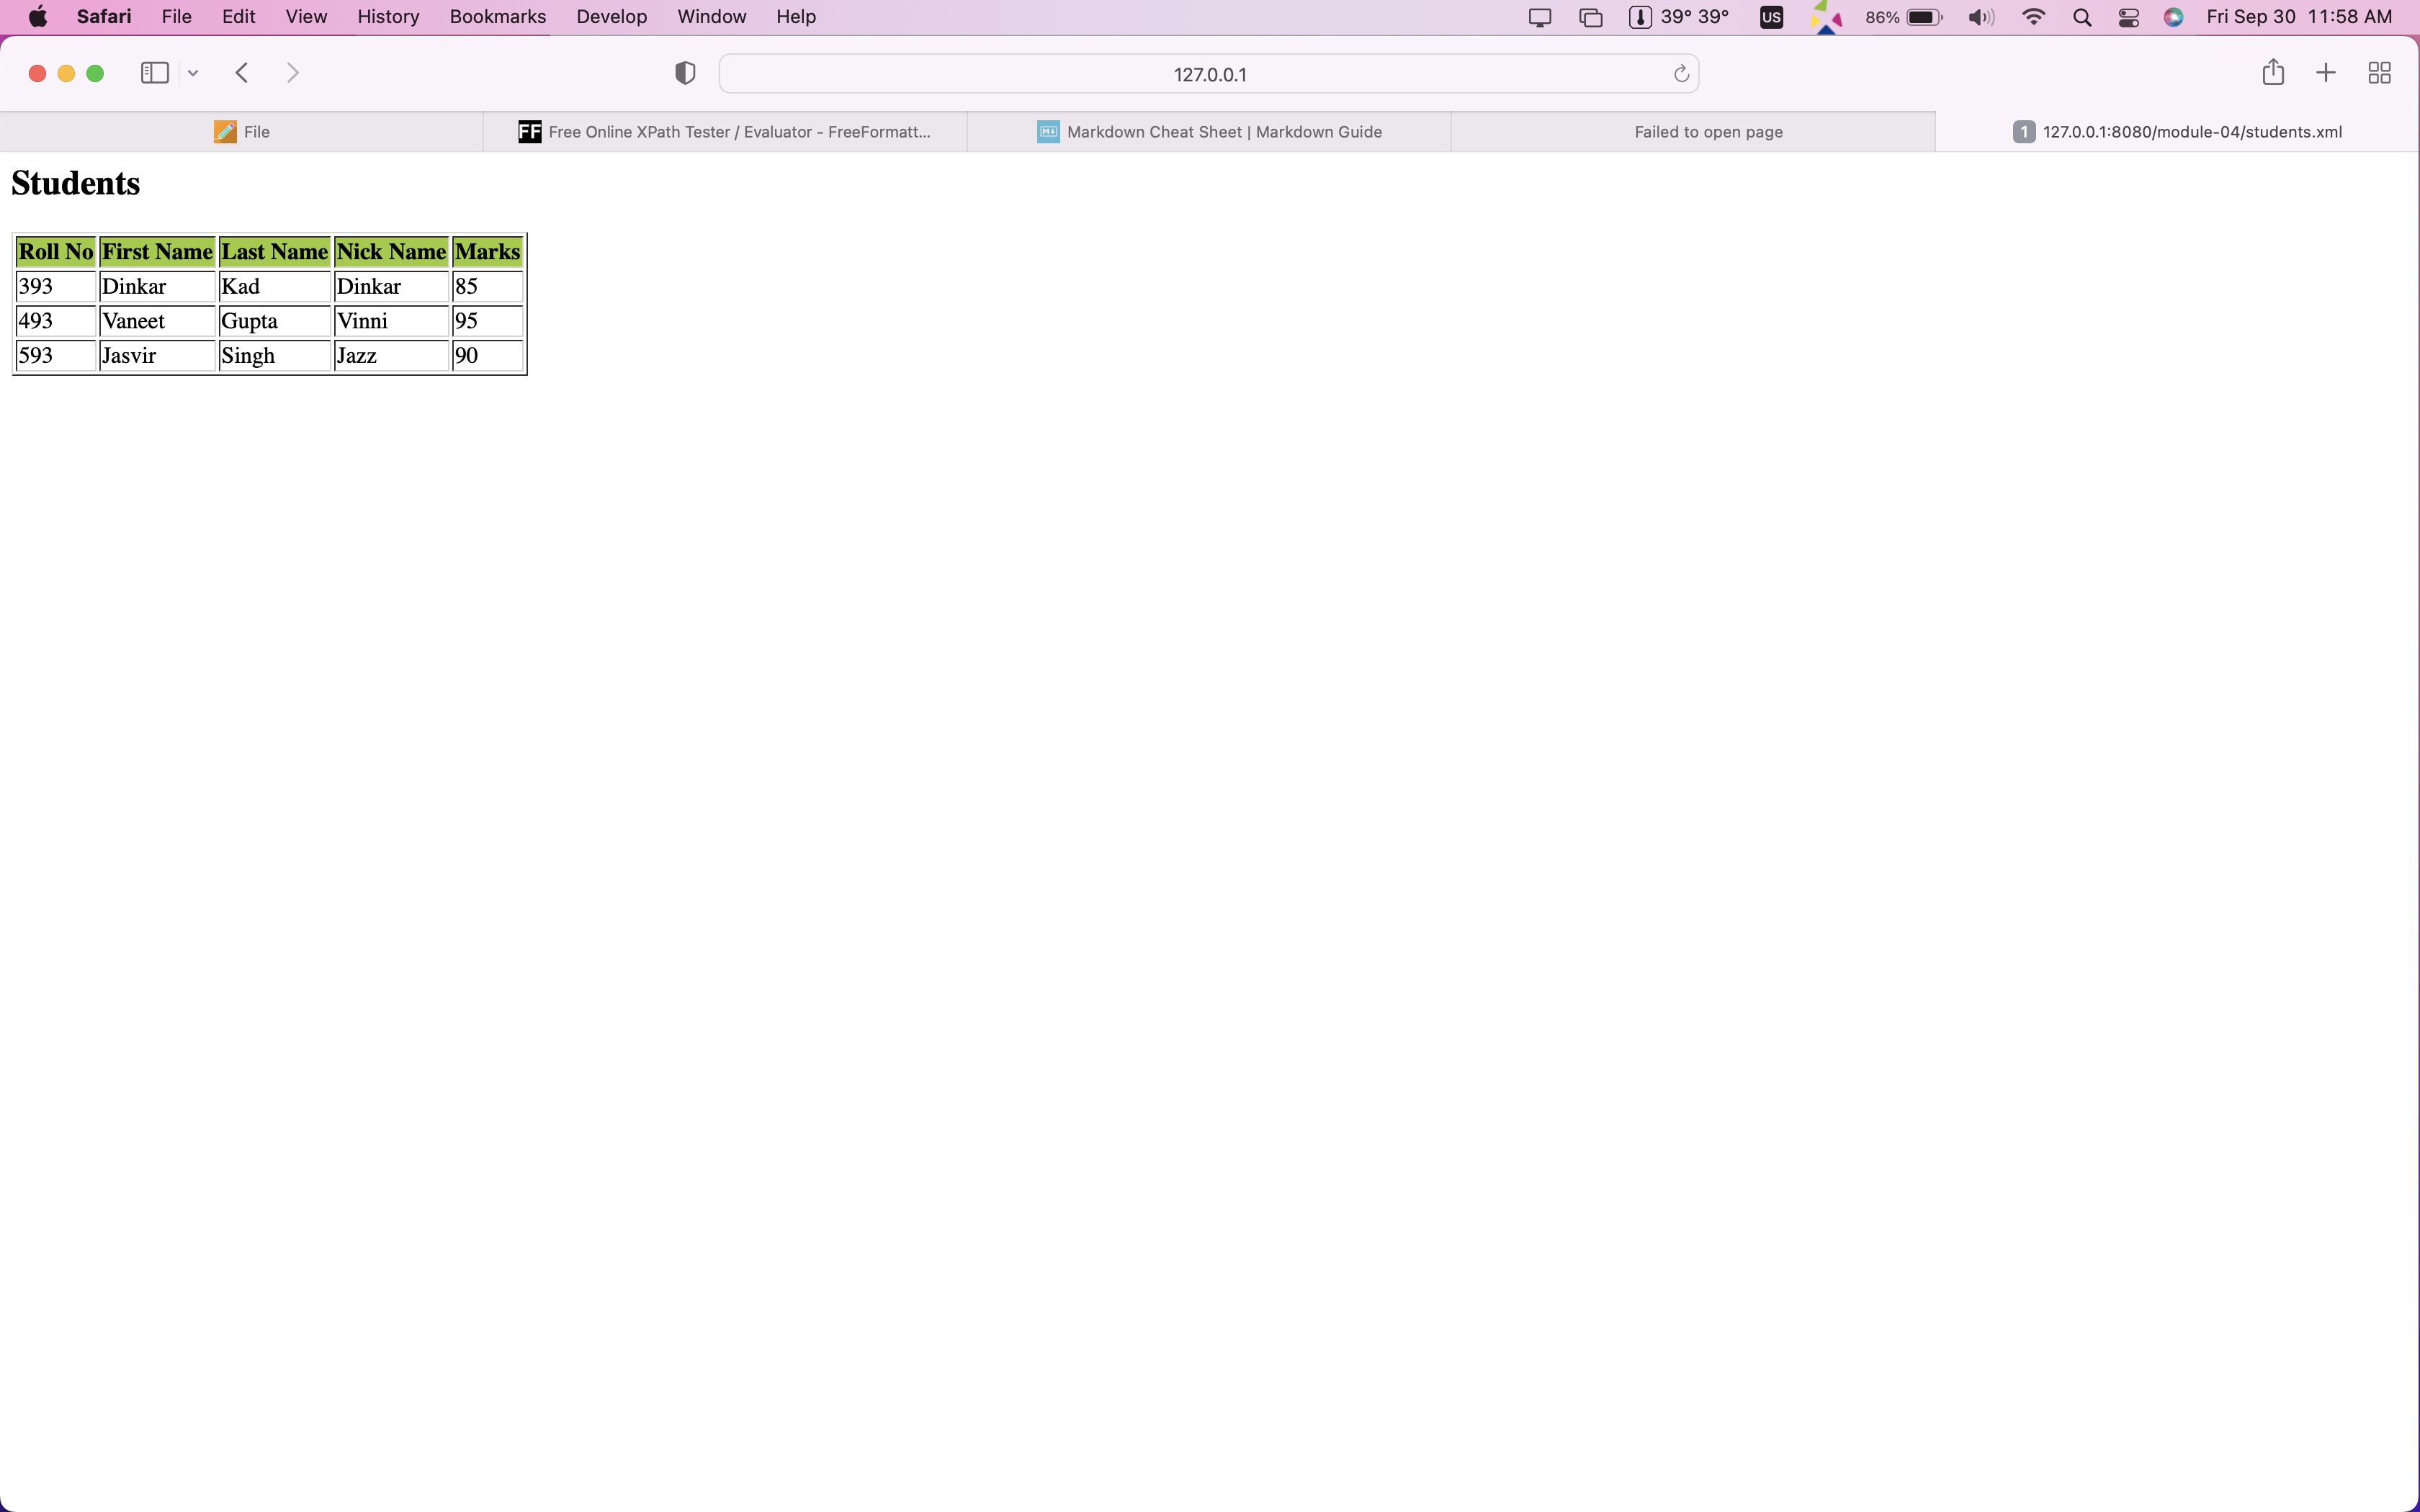 Safari File Edit View History Bookmarks Develop Window Help 39° 39° US 86% Fri Sep 30 11:58 AM
127.0.0.1
File FF Free Online XPath Tester / Evaluator - FreeFormatt... M Markdown Cheat Sheet | Markdown Guide Failed to open page 1 127.0.0.1:8080/module-04/students.xml
Students
Roll No First Name Last Name Nick Name Marks
393 Dinkar Kad Dinkar 85
493 Vaneet Gupta Vinni 95
593 Jasvir Singh Jazz 90